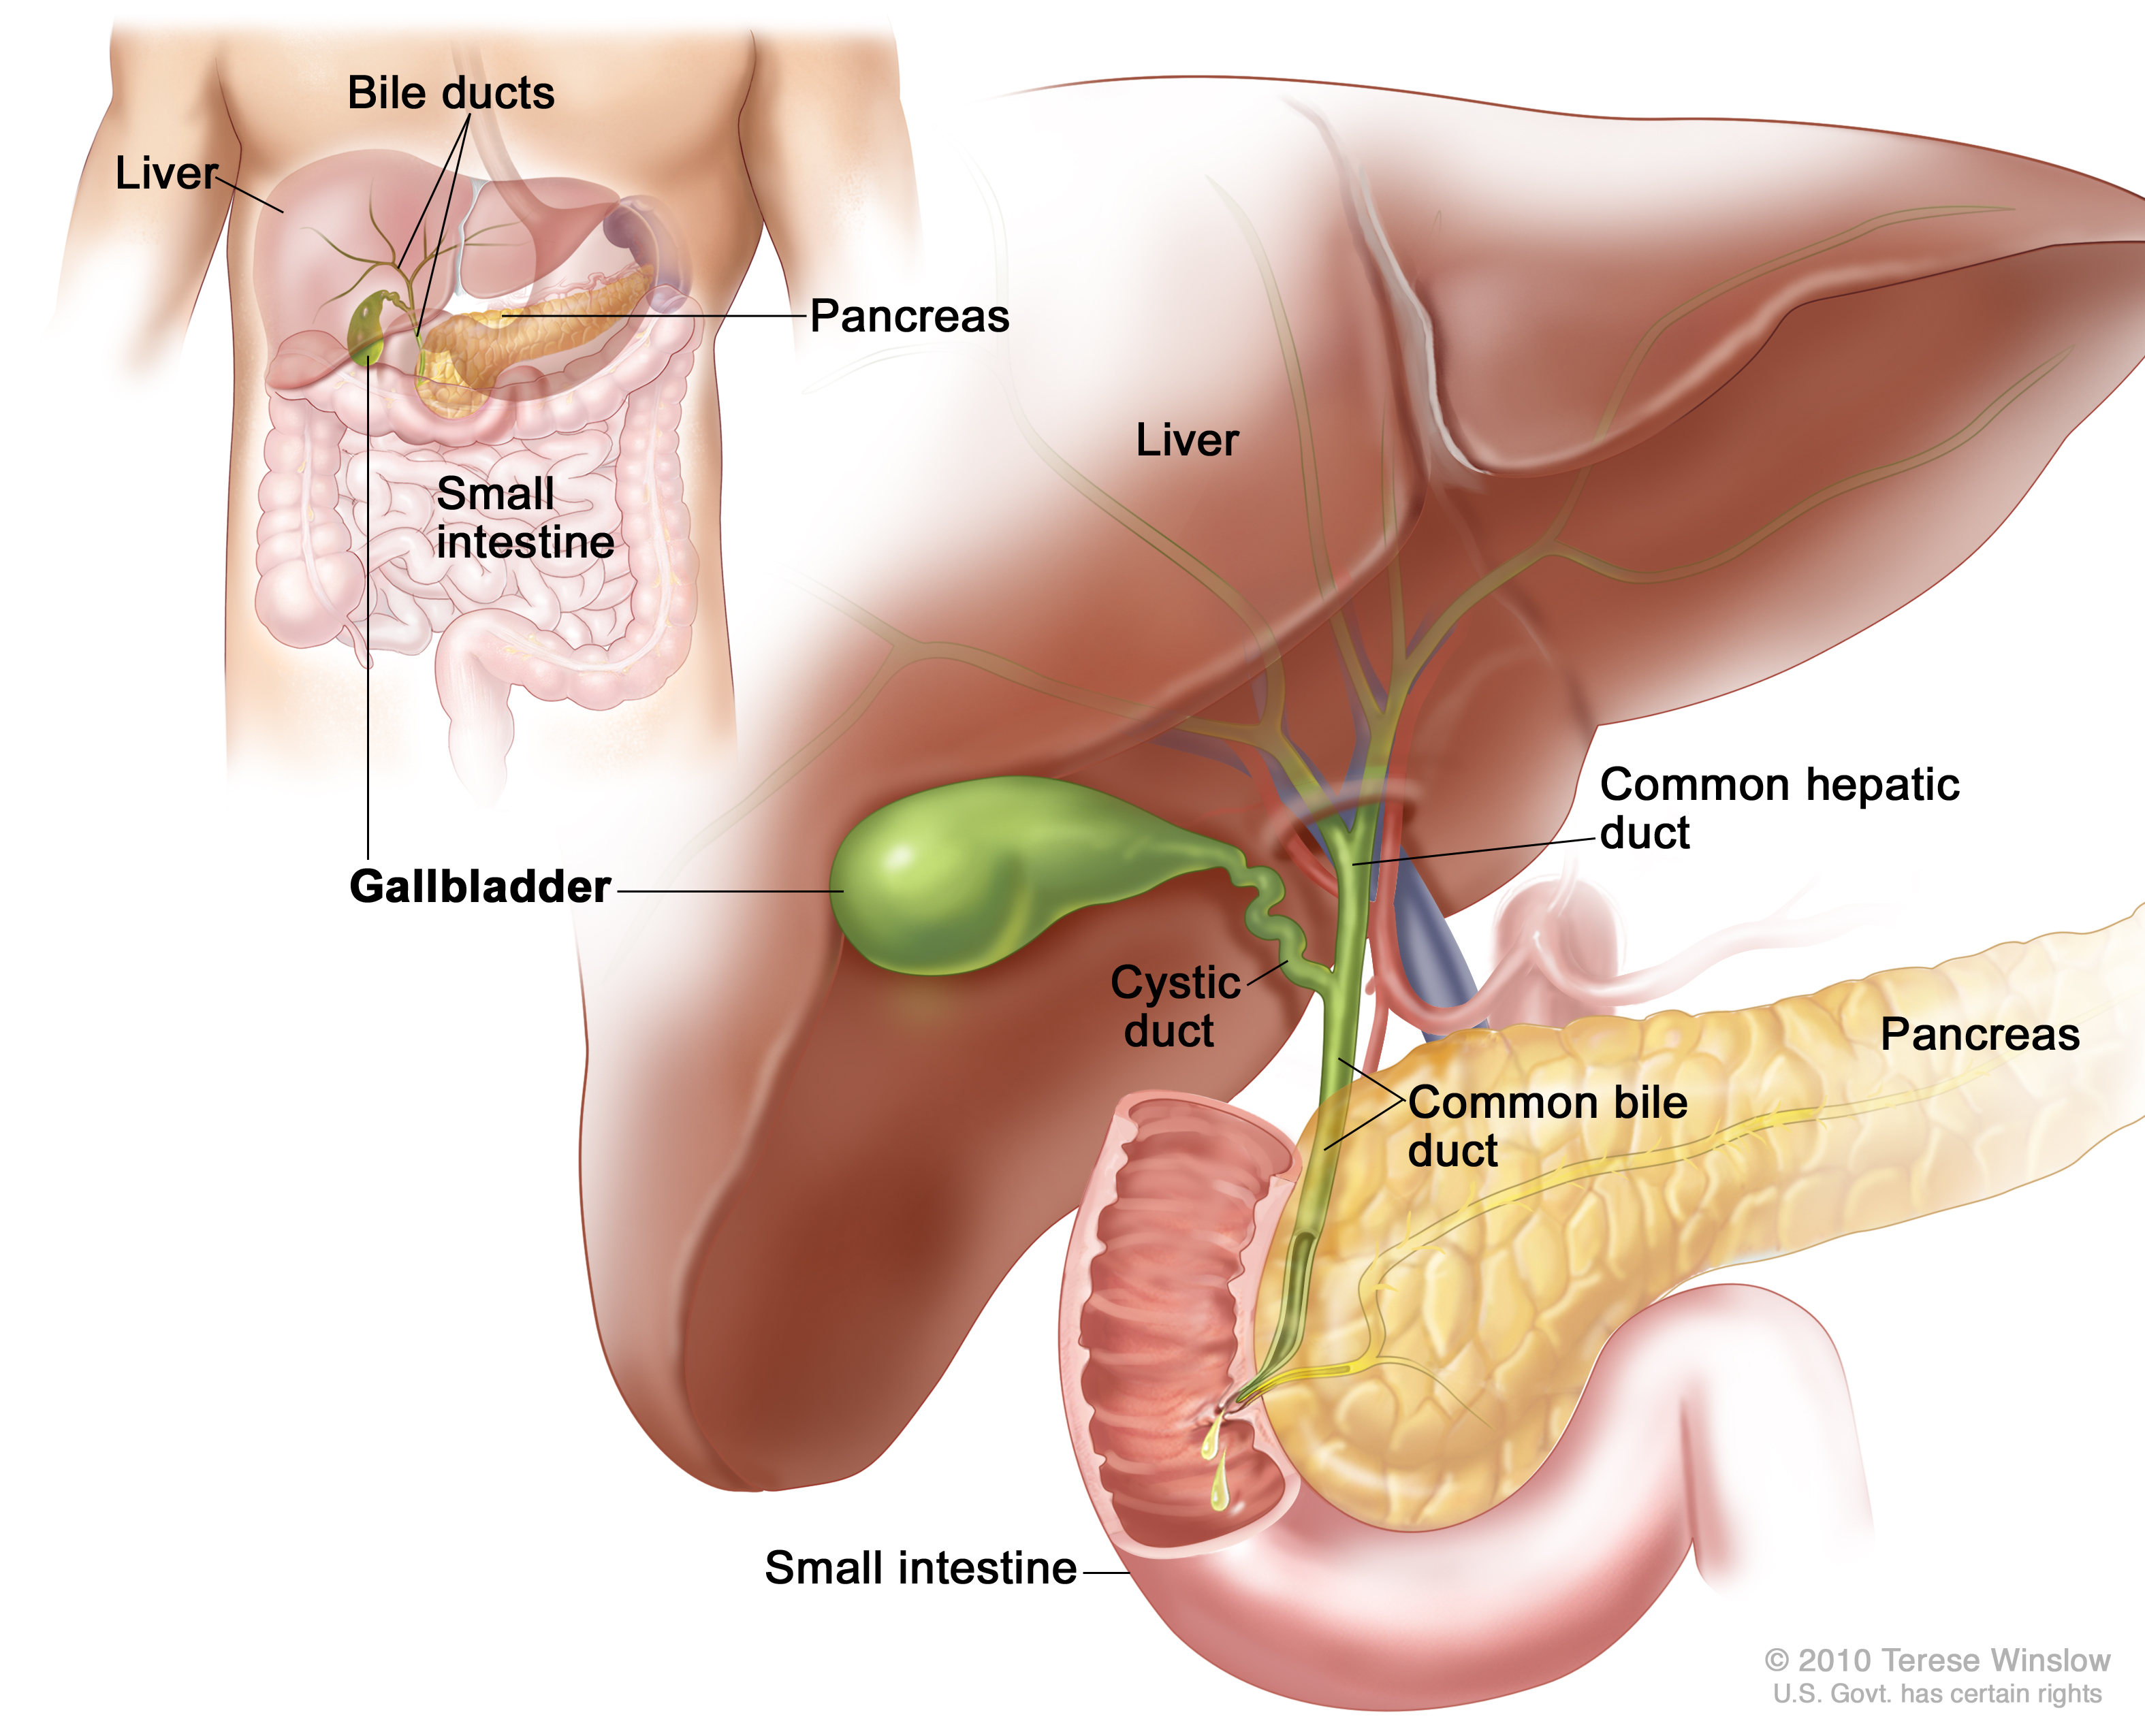 Bile ducts
Liver
Pancreas
Small
intestine
Gallbladder
Liver
Common hepatic
duct
Cystic
duct
Pancreas
Common bile
duct
Small intestine
© 2010 Terese Winslow
U.S. Govt. has certain rights